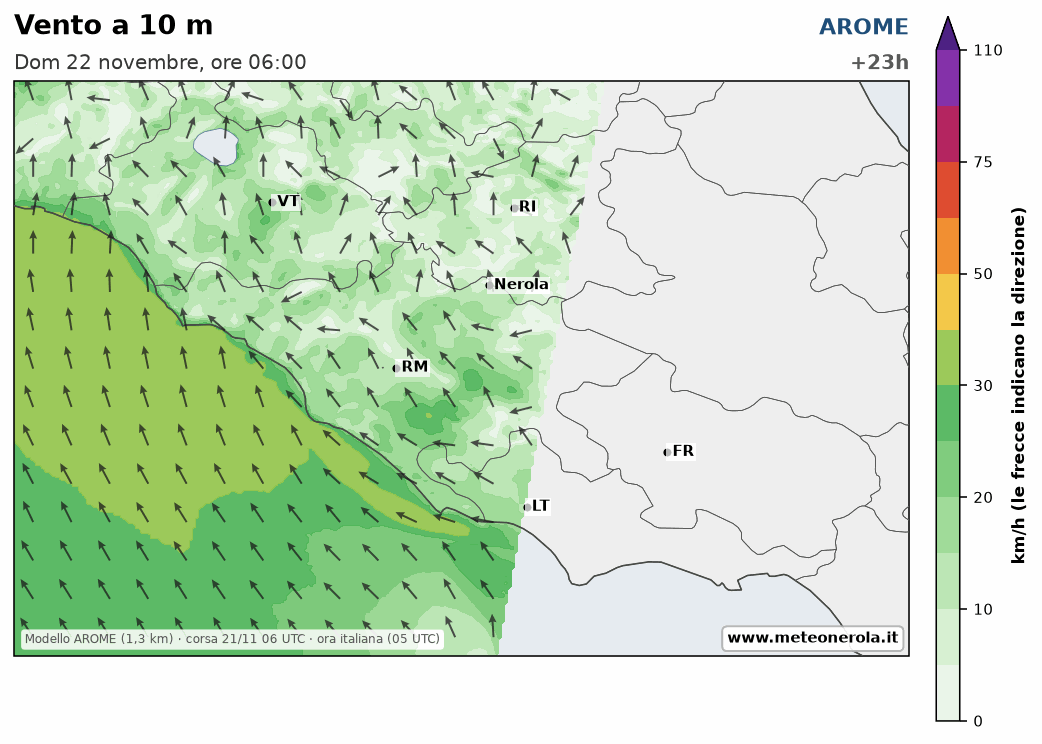 Vento a 10 m
AROME
Dom 22 novembre, ore 06:00
+23h
VT
RI
Nerola
RM
FR
LT
Modello AROME (1,3 km) · corsa 21/11 06 UTC · ora italiana (05 UTC)
www.meteonerola.it
110
75
50
30
20
10
0
km/h (le frecce indicano la direzione)